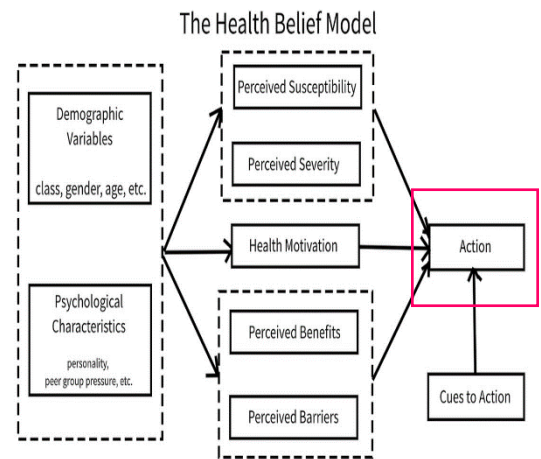 The Health Belief Model
Demographic
Variables
class, gender, age, etc.
Psychological
Characteristics
personality,
peer group pressure, etc.
Perceived Susceptibility
Perceived Severity
Health Motivation
Perceived Benefits
Perceived Barriers
Action
Cues to Action